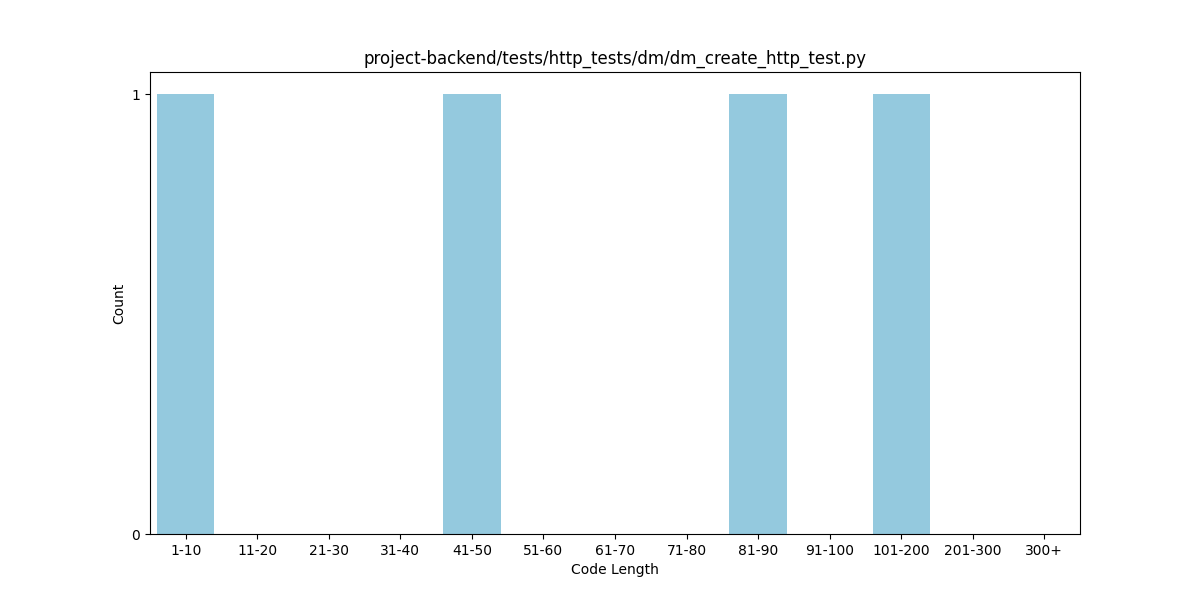 project-backend/tests/http_tests/dm/dm_create_http_test.py
1
Count
0
1-10 11-20 21-30 31-40 41-50 51-60 61-70 71-80 81-90 91-100 101-200 201-300 300+
Code Length